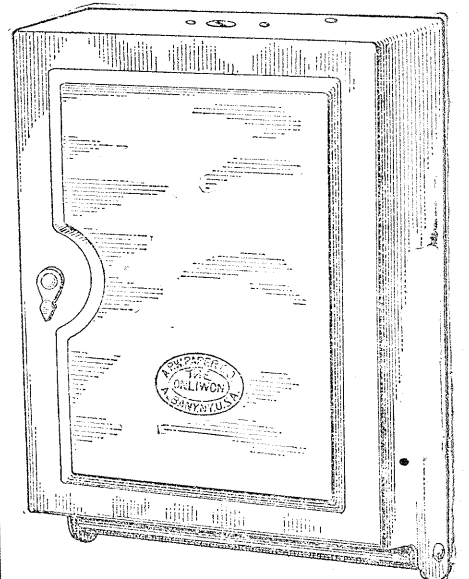 A.P.W. PAPER CO.
THE
ONLIWON
ALBANY, N.Y. U.S.A.